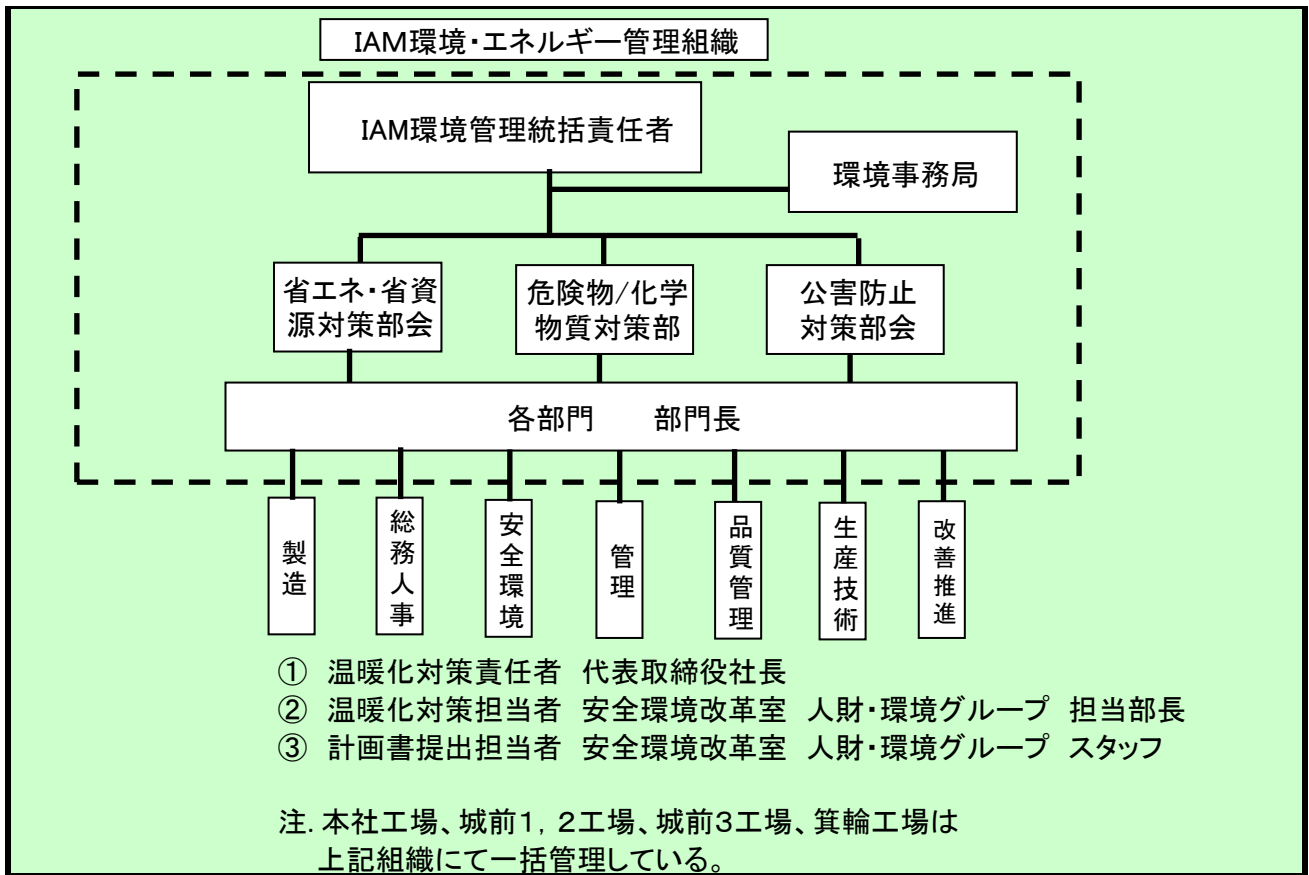 IAM環境・エネルギー管理組織
IAM環境管理統括責任者
環境事務局
省エネ・省資
源対策部会
危険物/化学
物質対策部
公害防止
対策部会
各部門　　部門長
製造
総務人事
安全環境
管理
品質管理
生産技術
改善推進
① 温暖化対策責任者 代表取締役社長
② 温暖化対策担当者 安全環境改革室 人財・環境グループ 担当部長
③ 計画書提出担当者 安全環境改革室 人財・環境グループ スタッフ
注. 本社工場、城前1, 2工場、城前3工場、箕輪工場は
上記組織にて一括管理している。